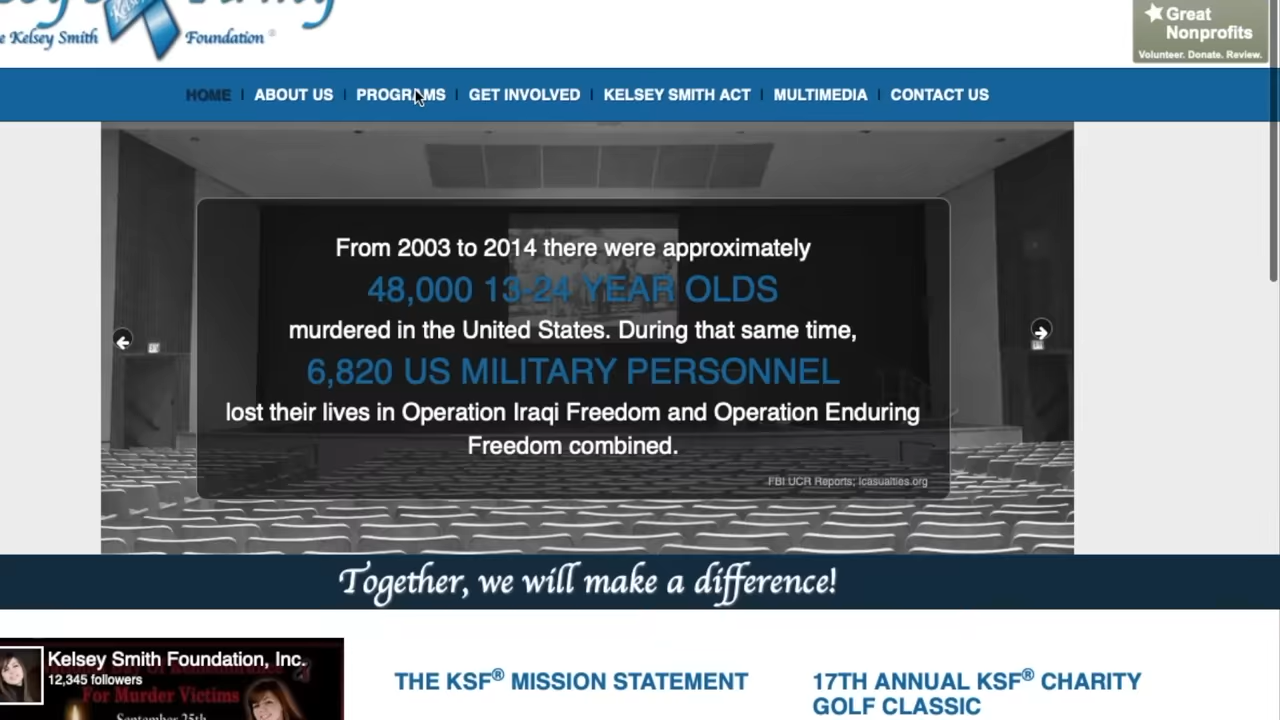 Kelsey Smith Foundation ®
Kelsey
Great
Nonprofits
Volunteer. Donate. Review.
HOME | ABOUT US | PROGRAMS | GET INVOLVED | KELSEY SMITH ACT | MULTIMEDIA | CONTACT US
From 2003 to 2014 there were approximately
48,000 13-24 YEAR OLDS
murdered in the United States. During that same time,
6,820 US MILITARY PERSONNEL
lost their lives in Operation Iraqi Freedom and Operation Enduring
Freedom combined.
FBI UCR Reports; icasualties.org
Together, we will make a difference!
Kelsey Smith Foundation, Inc.
12,345 followers
For Murder Victims
September 25th
THE KSF® MISSION STATEMENT
17TH ANNUAL KSF® CHARITY
GOLF CLASSIC